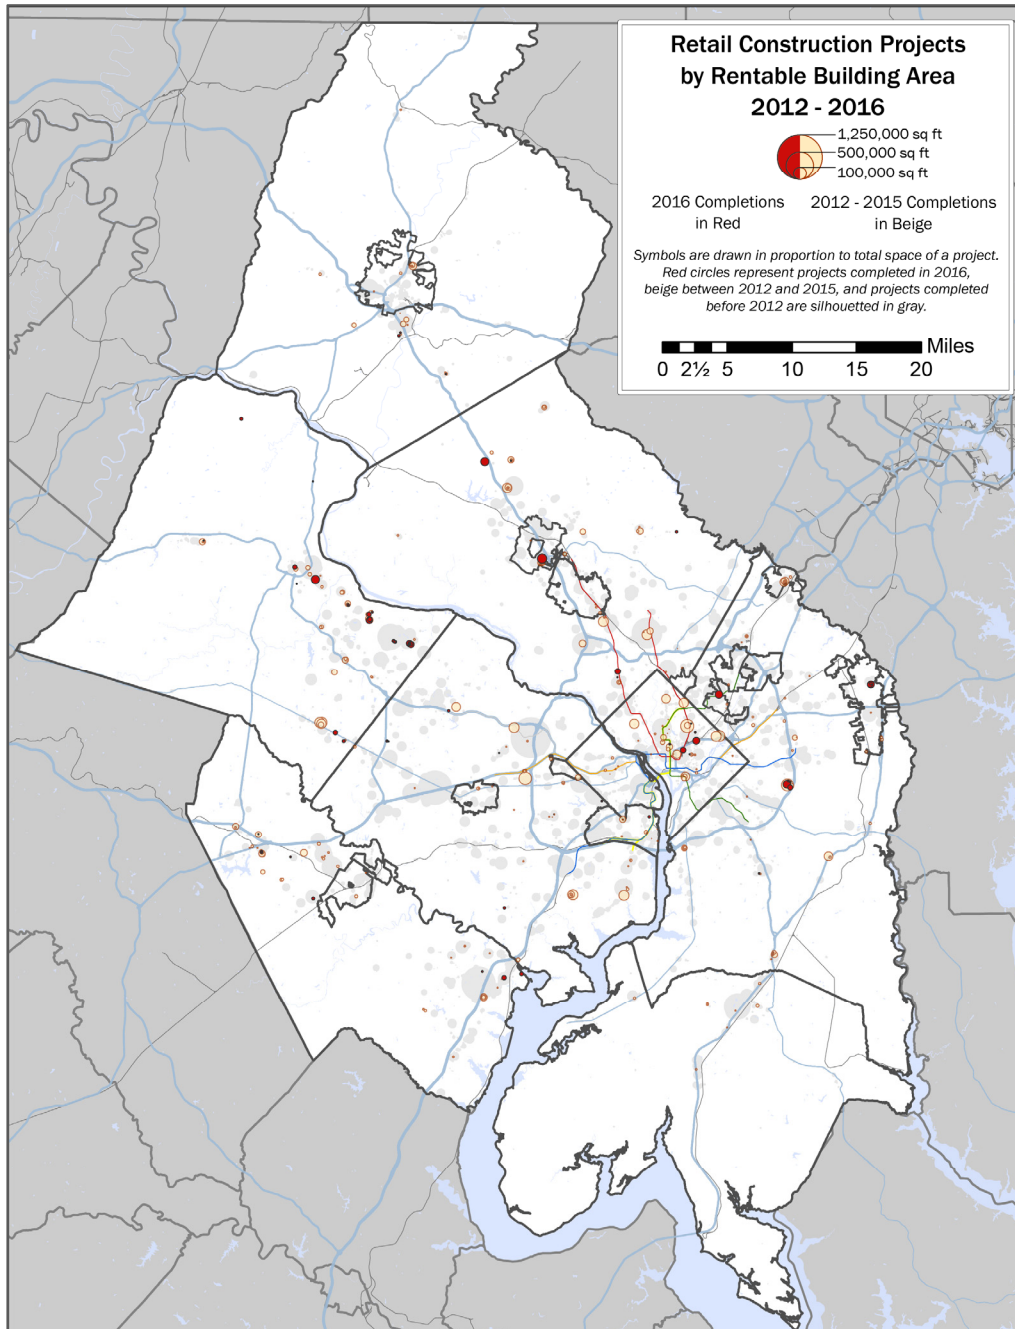 Retail Construction Projects
by Rentable Building Area
2012 - 2016
1,250,000 sq ft
500,000 sq ft
100,000 sq ft
2016 Completions
in Red
2012 - 2015 Completions
in Beige
Symbols are drawn in proportion to total space of a project.
Red circles represent projects completed in 2016,
beige between 2012 and 2015, and projects completed
before 2012 are silhouetted in gray.
Miles
0 2½ 5 10 15 20